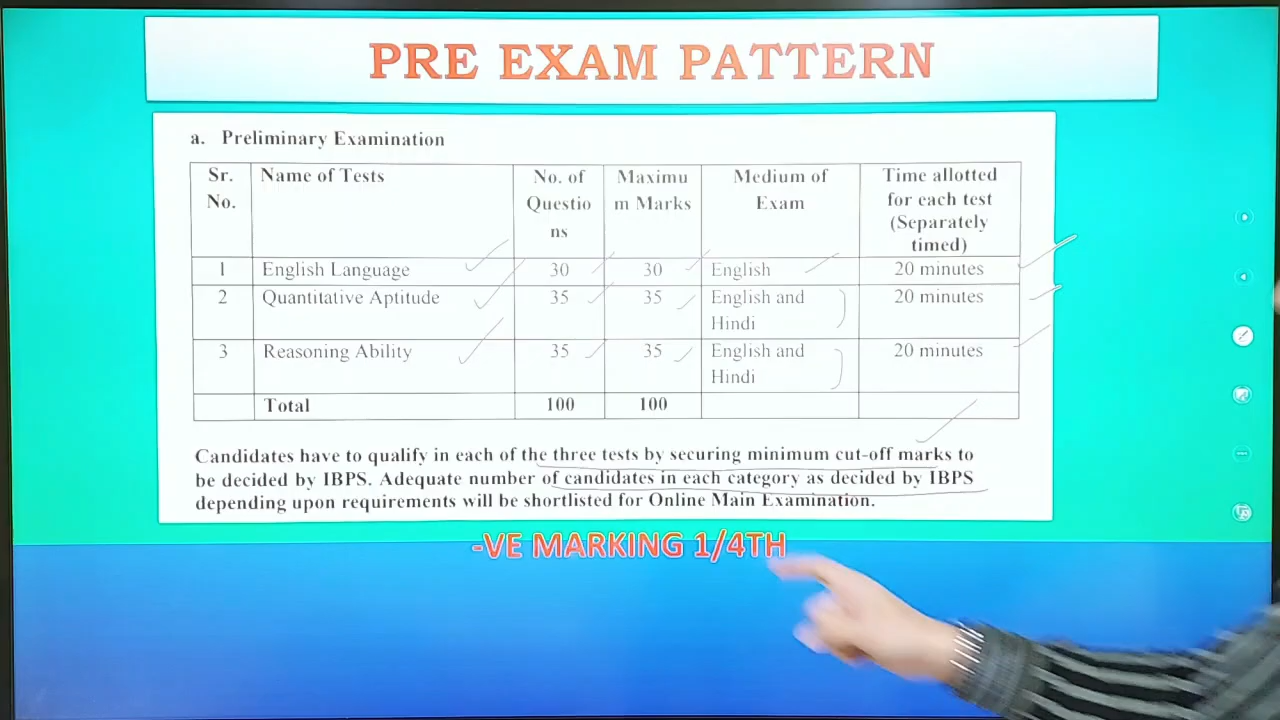 PRE EXAM PATTERN
a. Preliminary Examination
Sr. No. Name of Tests No. of Questio ns Maximu m Marks Medium of Exam Time allotted for each test (Separately timed)
1 English Language 30 30 English 20 minutes
2 Quantitative Aptitude 35 35 English and Hindi 20 minutes
3 Reasoning Ability 35 35 English and Hindi 20 minutes
Total 100 100
Candidates have to qualify in each of the three tests by securing minimum cut-off marks to
be decided by IBPS. Adequate number of candidates in each category as decided by IBPS
depending upon requirements will be shortlisted for Online Main Examination.
-VE MARKING 1/4TH